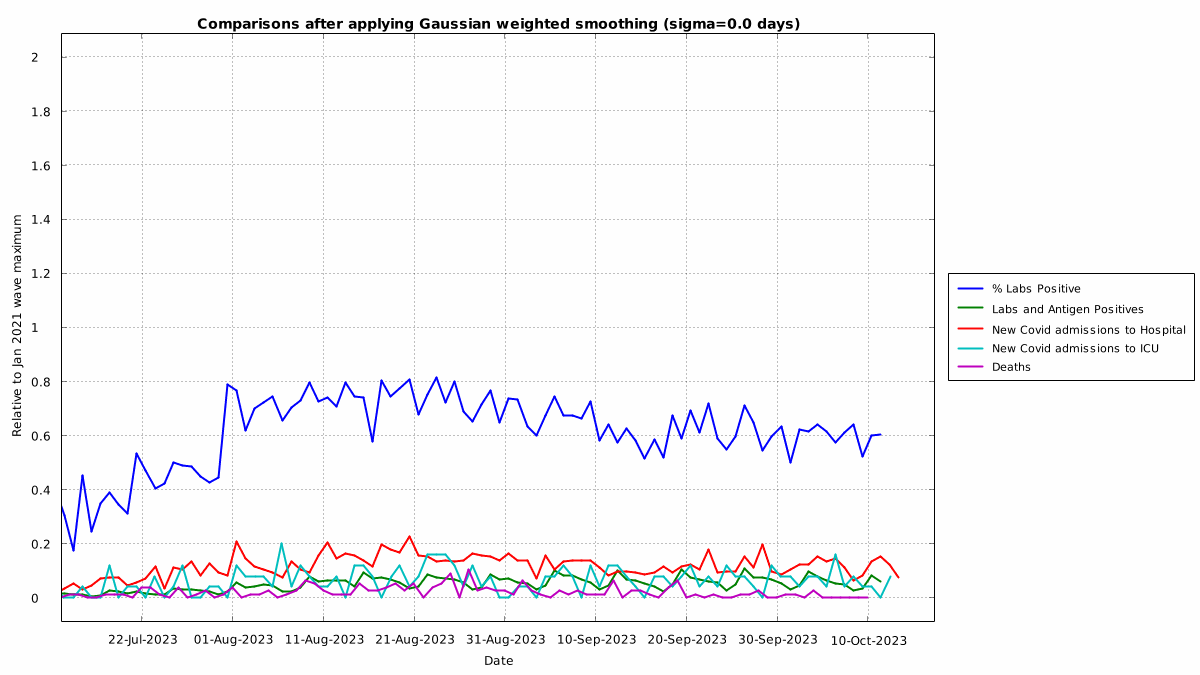 Comparisons after applying Gaussian weighted smoothing (sigma=0.0 days)
2
1.8
1.6
1.4
1.2
1
0.8
0.6
0.4
0.2
0
Relative to Jan 2021 wave maximum
22-Jul-2023 01-Aug-2023 11-Aug-2023 21-Aug-2023 31-Aug-2023 10-Sep-2023 20-Sep-2023 30-Sep-2023 10-Oct-2023
Date
% Labs Positive
Labs and Antigen Positives
New Covid admissions to Hospital
New Covid admissions to ICU
Deaths